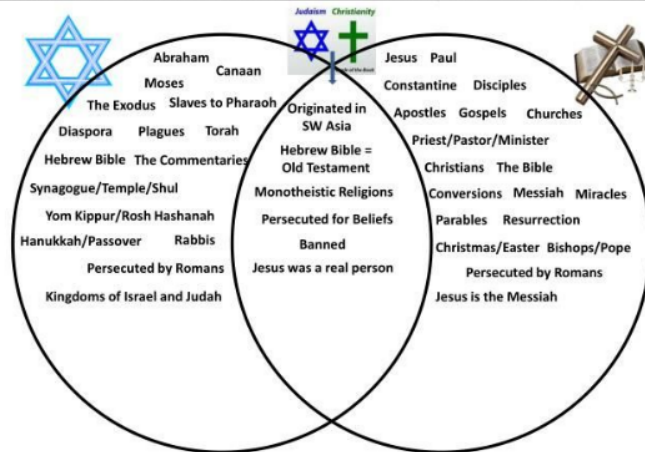 Judaism Christianity
Abraham
Canaan
Moses
The Exodus Slaves to Pharaoh
Diaspora Plagues Torah
Hebrew Bible The Commentaries
Synagogue/Temple/Shul
Yom Kippur/Rosh Hashanah
Hanukkah/Passover Rabbis
Persecuted by Romans
Kingdoms of Israel and Judah
Originated in
SW Asia
Hebrew Bible =
Old Testament
Monotheistic Religions
Persecuted for Beliefs
Banned
Jesus was a real person
Jesus Paul
Constantine Disciples
Apostles Gospels Churches
Priest/Pastor/Minister
Christians The Bible
Conversions Messiah Miracles
Parables Resurrection
Christmas/Easter Bishops/Pope
Persecuted by Romans
Jesus is the Messiah